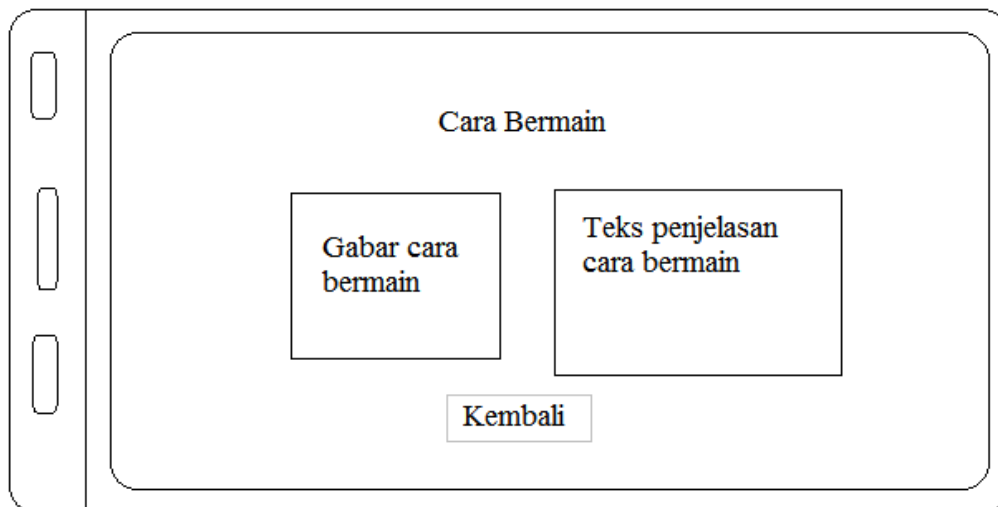 Cara Bermain
Gabar cara
bermain
Teks penjelasan
cara bermain
Kembali